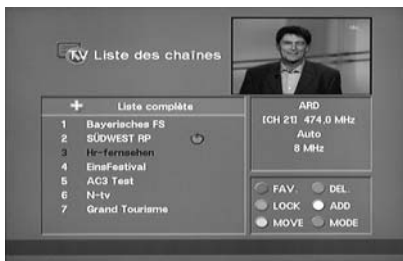 TV Liste des chaînes
Liste complète
1 Bayerisches FS
2 SÜDWEST RP
3 Hr-fernsehen
4 EinsFestival
5 AC3 Test
6 N-tv
7 Grand Tourisme
ARD
[CH 21] 474,0 MHz
Auto
8 MHz
FAV. DEL.
LOCK ADD
MOVE MODE